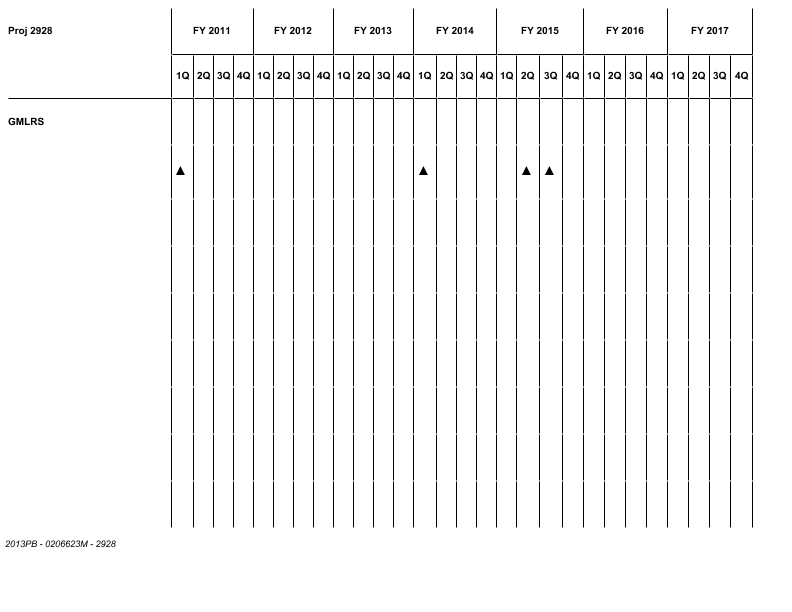 Proj 2928 FY 2011 FY 2012 FY 2013 FY 2014 FY 2015 FY 2016 FY 2017
1Q 2Q 3Q 4Q 1Q 2Q 3Q 4Q 1Q 2Q 3Q 4Q 1Q 2Q 3Q 4Q 1Q 2Q 3Q 4Q 1Q 2Q 3Q 4Q 1Q 2Q 3Q 4Q
GMLRS
2013PB - 0206623M - 2928